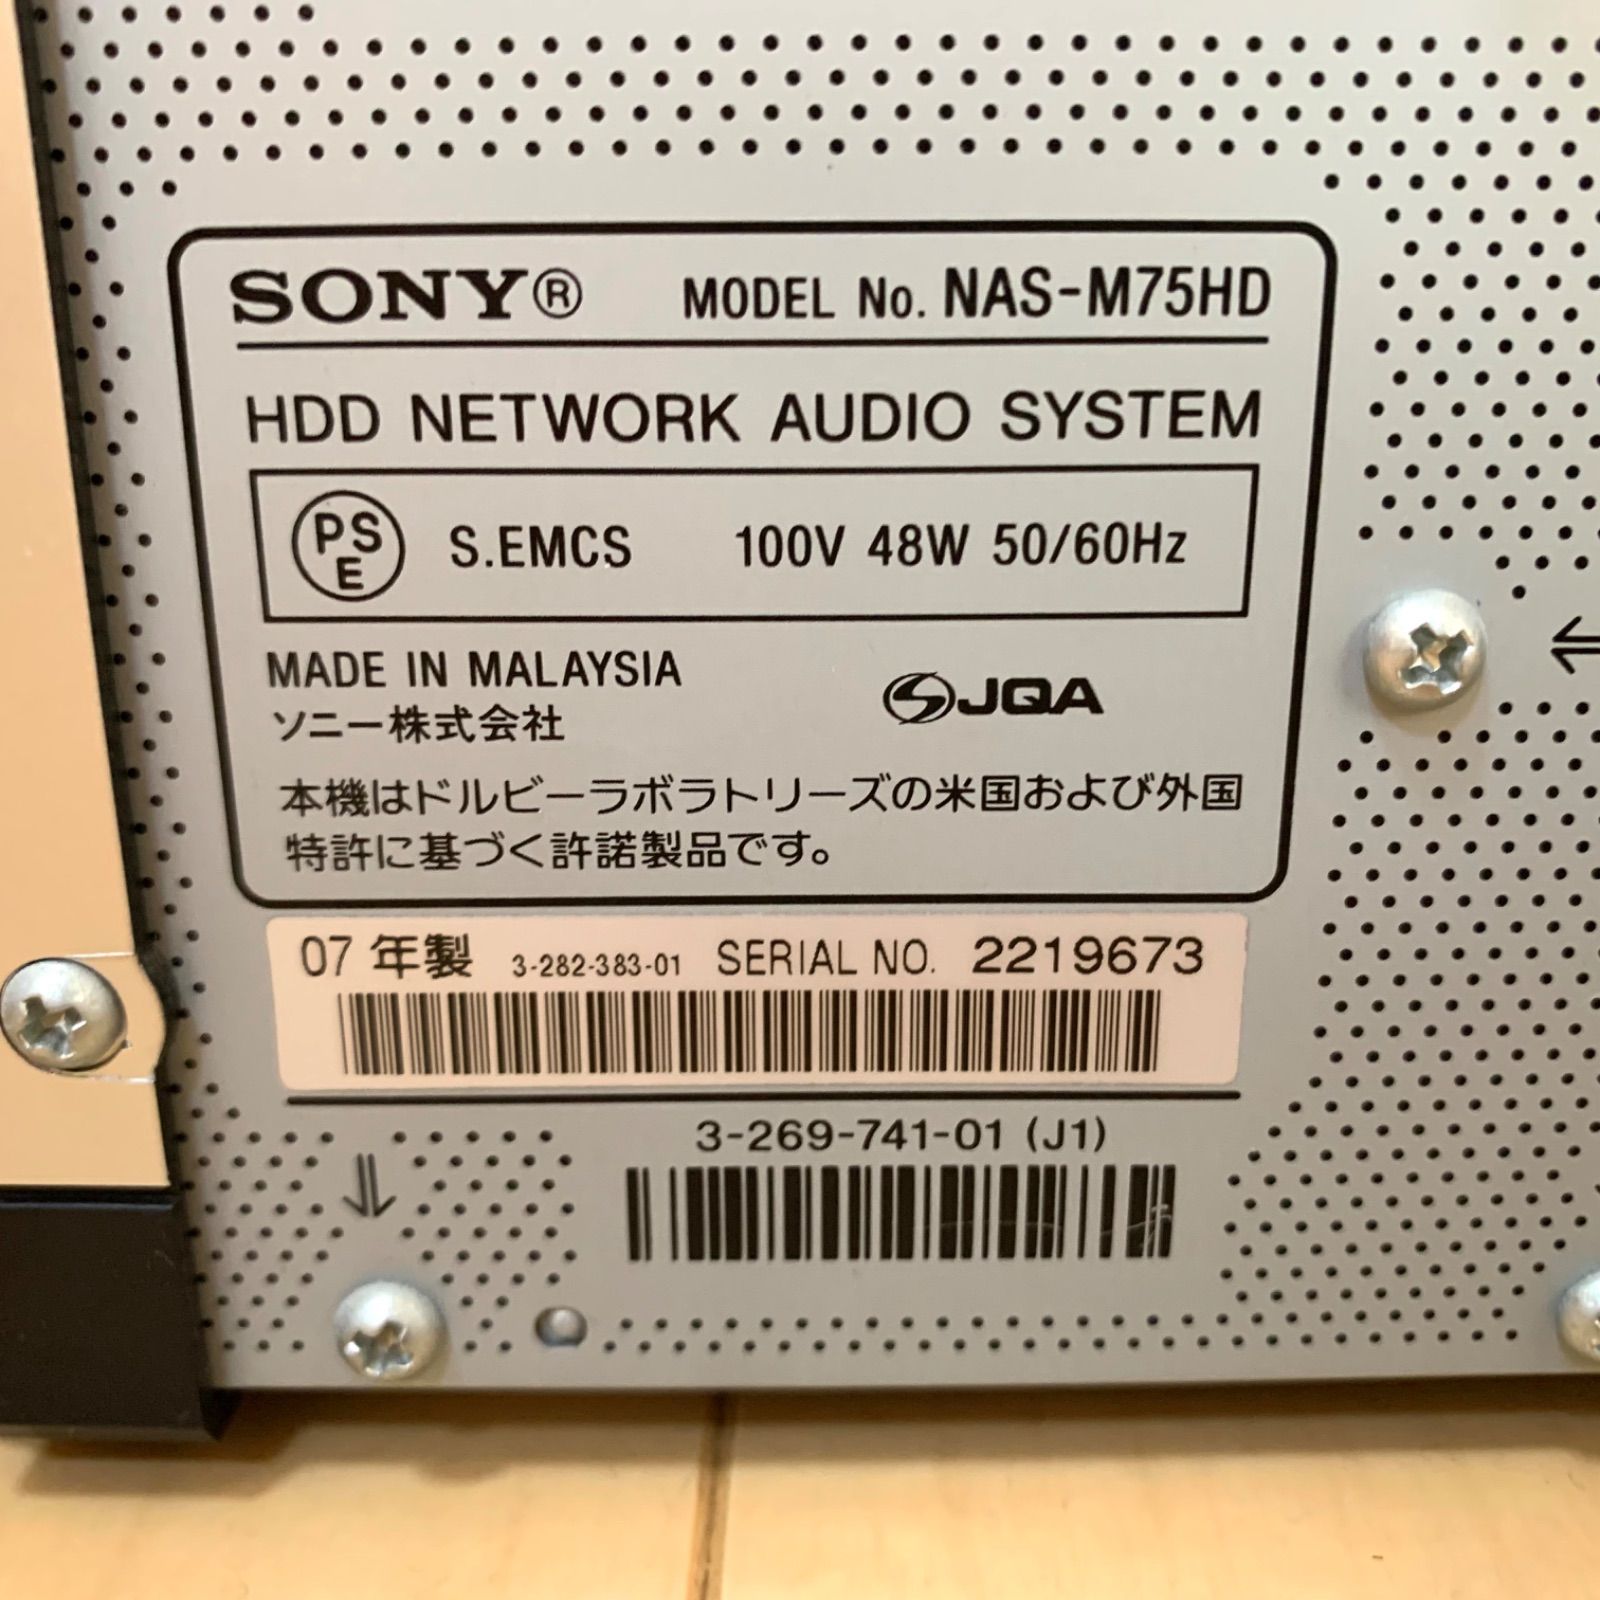 SONY® MODEL No. NAS-M75HD
HDD NETWORK AUDIO SYSTEM
PSE S.EMCS 100V 48W 50/60Hz
MADE IN MALAYSIA
ソニー株式会社
JQA
本機はドルビーラボラトリーズの米国および外国
特許に基づく許諾製品です。
07年製 3-282-383-01 SERIAL NO. 2219673
3-269-741-01 (J1)